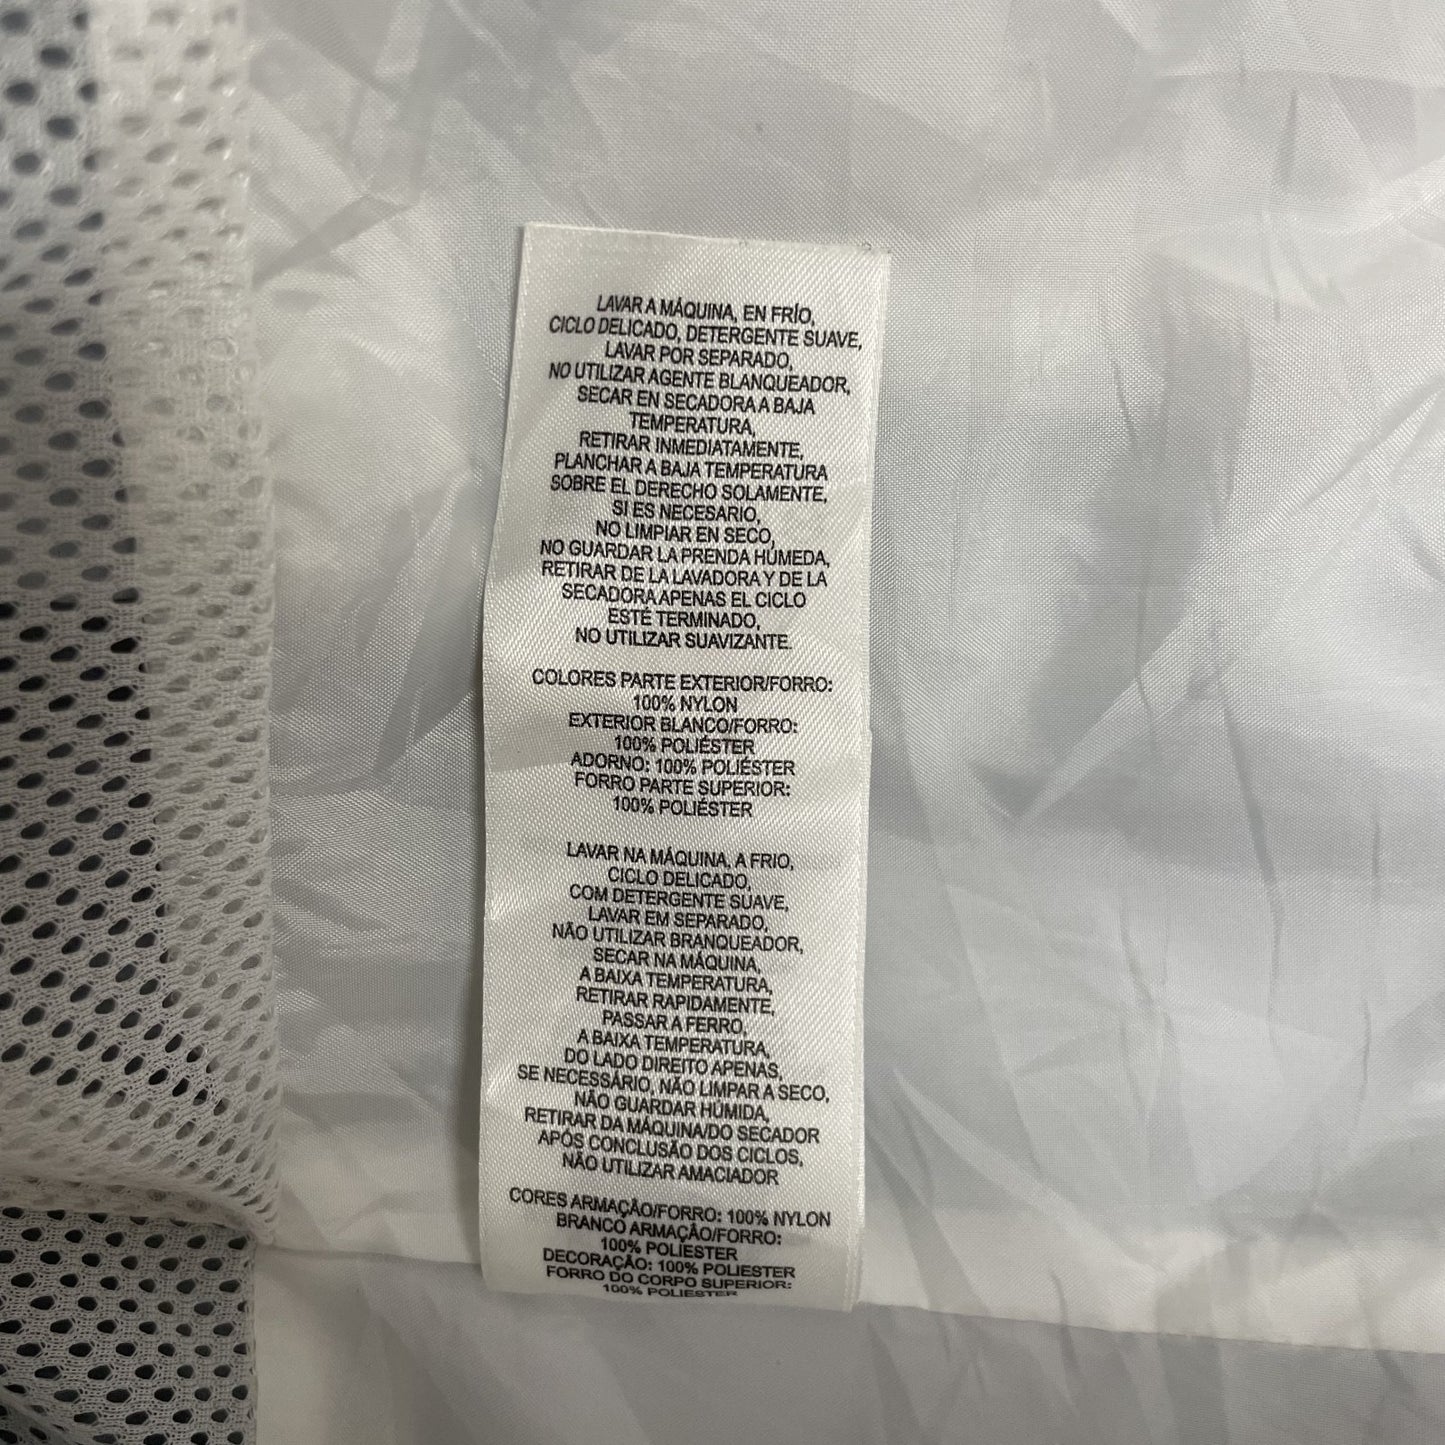 LAVAR A MÁQUINA, EN FRÍO,
CICLO DELICADO, DETERGENTE SUAVE,
LAVAR POR SEPARADO,
NO UTILIZAR AGENTE BLANQUEADOR,
SECAR EN SECADORA A BAJA
TEMPERATURA,
RETIRAR INMEDIATAMENTE,
PLANCHAR A BAJA TEMPERATURA
SOBRE EL DERECHO SOLAMENTE,
SI ES NECESARIO,
NO LIMPIAR EN SECO,
NO GUARDAR LA PRENDA HÚMEDA,
RETIRAR DE LA LAVADORA Y DE LA
SECADORA APENAS EL CICLO
ESTÉ TERMINADO,
NO UTILIZAR SUAVIZANTE.
COLORES PARTE EXTERIOR/FORRO:
100% NYLON
EXTERIOR BLANCO/FORRO:
100% POLIÉSTER
ADORNO: 100% POLIÉSTER
FORRO PARTE SUPERIOR:
100% POLIÉSTER
LAVAR NA MÁQUINA, A FRIO,
CICLO DELICADO,
COM DETERGENTE SUAVE,
LAVAR EM SEPARADO,
NÃO UTILIZAR BRANQUEADOR,
SECAR NA MÁQUINA,
A BAIXA TEMPERATURA,
RETIRAR RAPIDAMENTE,
PASSAR A FERRO,
A BAIXA TEMPERATURA,
DO LADO DIREITO APENAS,
SE NECESSÁRIO, NÃO LIMPAR A SECO,
NÃO GUARDAR HÚMIDA,
RETIRAR DA MÁQUINA/DO SECADOR
APÓS CONCLUSÃO DOS CICLOS,
NÃO UTILIZAR AMACIADOR
CORES ARMAÇÃO/FORRO: 100% NYLON
BRANCO ARMAÇÃO/FORRO:
100% POLIESTER
DECORAÇÃO: 100% POLIESTER
FORRO DO CORPO SUPERIOR:
100% POLIESTER